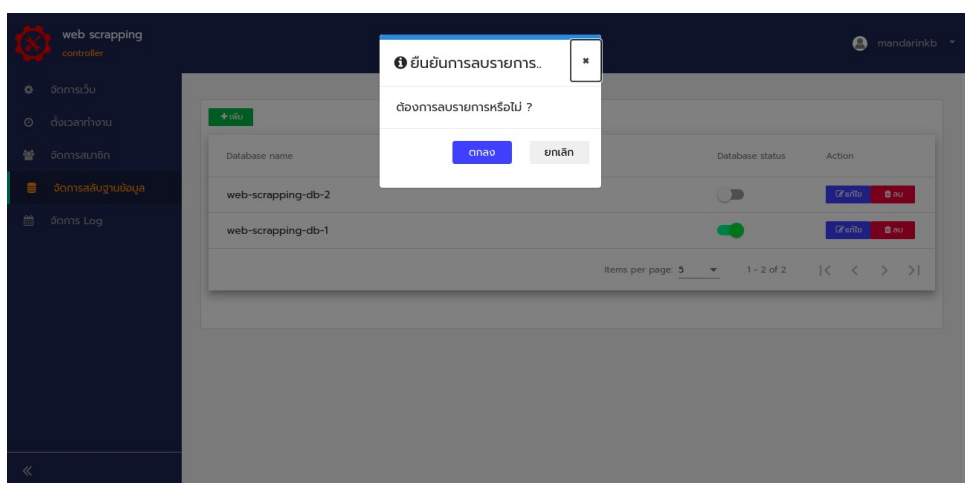 web scrapping
controller
mandarinkb
จัดการเว็บ
ตั้งเวลาทำงาน
จัดการสมาชิก
จัดการสลับฐานข้อมูล
จัดการ Log
ยืนยันการลบรายการ..
×
ต้องการลบรายการหรือไม่ ?
ตกลง
ยกเลิก
+เพิ่ม
Database name
Database status
Action
web-scrapping-db-2
แก้ไข
ลบ
web-scrapping-db-1
แก้ไข
ลบ
Items per page: 5
1 - 2 of 2